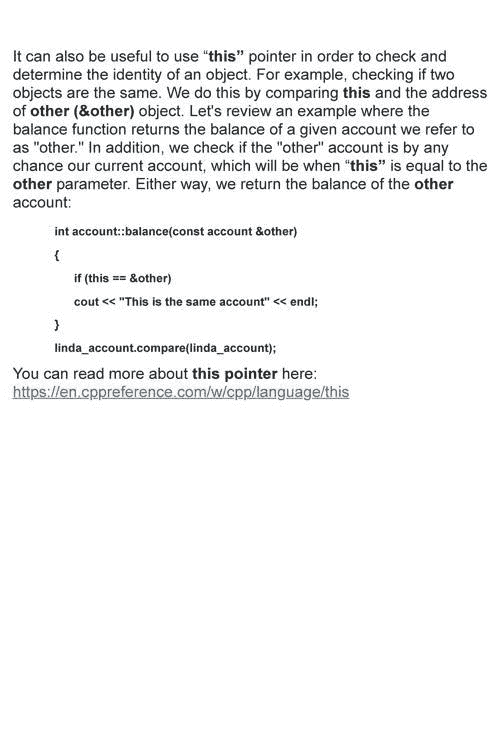 It can also be useful to use “this” pointer in order to check and
determine the identity of an object. For example, checking if two
objects are the same. We do this by comparing this and the address
of other (&other) object. Let's review an example where the
balance function returns the balance of a given account we refer to
as "other." In addition, we check if the "other" account is by any
chance our current account, which will be when “this” is equal to the
other parameter. Either way, we return the balance of the other
account:
int account::balance(const account &other)
{
if (this == &other)
cout << "This is the same account" << endl;
}
linda_account.compare(linda_account);
You can read more about this pointer here:
https://en.cppreference.com/w/cpp/language/this